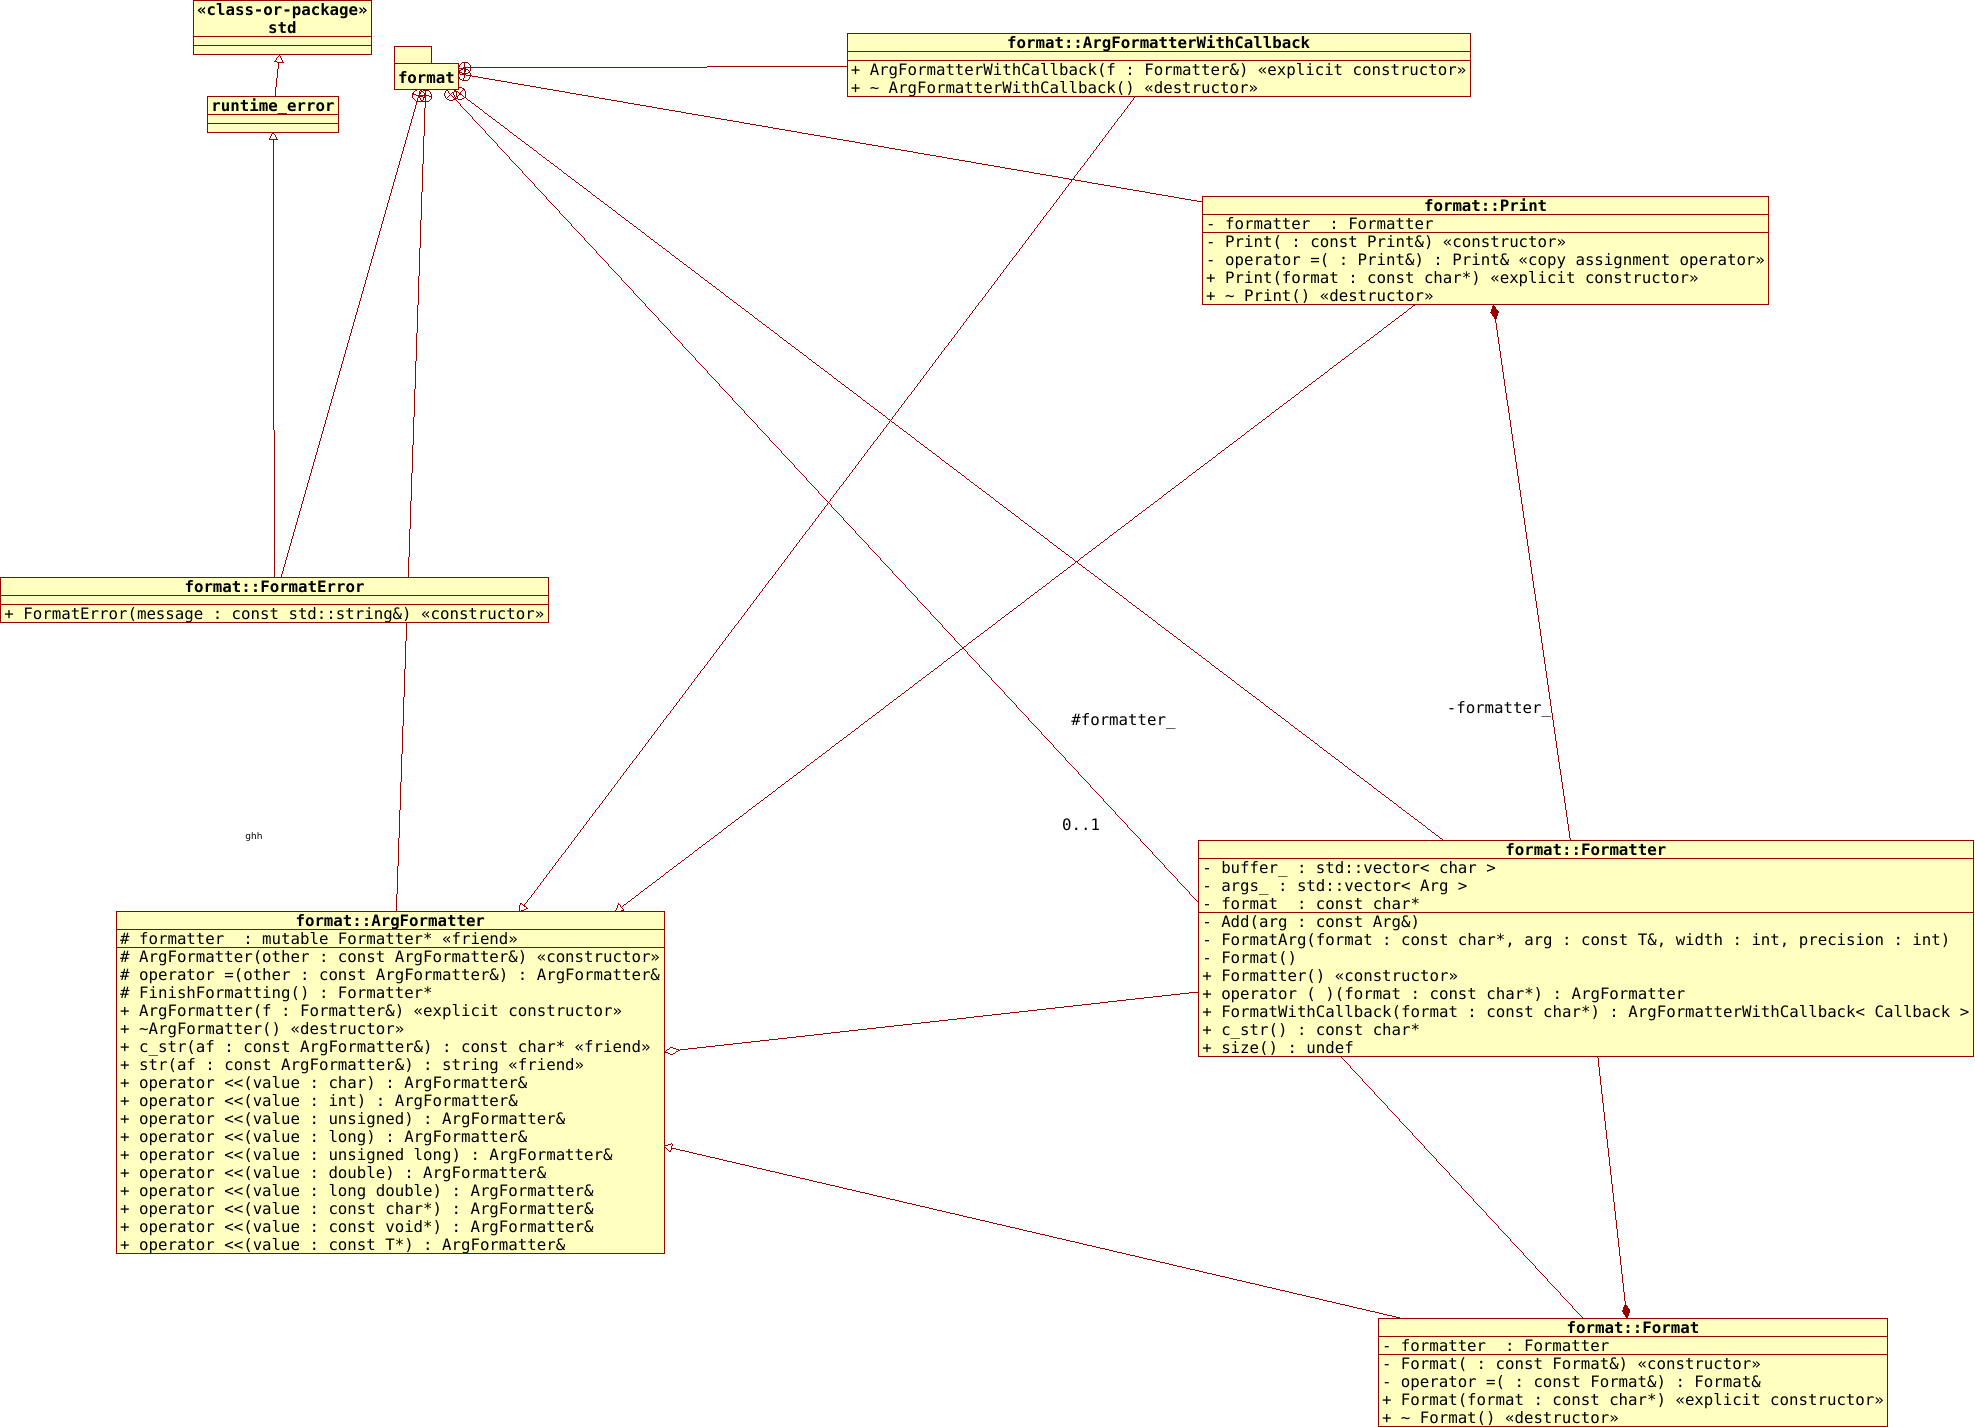 «class-or-package»
std
runtime_error
format
format::ArgFormatterWithCallback
+ ArgFormatterWithCallback(f : Formatter&) «explicit constructor»
+ ~ ArgFormatterWithCallback() «destructor»
format::Print
- formatter  : Formatter
- Print( : const Print&) «constructor»
- operator =( : Print&) : Print& «copy assignment operator»
+ Print(format : const char*) «explicit constructor»
+ ~ Print() «destructor»
format::FormatError
+ FormatError(message : const std::string&) «constructor»
#formatter_
-formatter_
0..1
ghh
format::Formatter
- buffer_ : std::vector< char >
- args_ : std::vector< Arg >
- format  : const char*
- Add(arg : const Arg&)
- FormatArg(format : const char*, arg : const T&, width : int, precision : int)
- Format()
+ Formatter() «constructor»
+ operator ( )(format : const char*) : ArgFormatter
+ FormatWithCallback(format : const char*) : ArgFormatterWithCallback< Callback >
+ c_str() : const char*
+ size() : undef
format::ArgFormatter
# formatter  : mutable Formatter* «friend»
# ArgFormatter(other : const ArgFormatter&) «constructor»
# operator =(other : const ArgFormatter&) : ArgFormatter&
# FinishFormatting() : Formatter*
+ ArgFormatter(f : Formatter&) «explicit constructor»
+ ~ArgFormatter() «destructor»
+ c_str(af : const ArgFormatter&) : const char* «friend»
+ str(af : const ArgFormatter&) : string «friend»
+ operator <<(value : char) : ArgFormatter&
+ operator <<(value : int) : ArgFormatter&
+ operator <<(value : unsigned) : ArgFormatter&
+ operator <<(value : long) : ArgFormatter&
+ operator <<(value : unsigned long) : ArgFormatter&
+ operator <<(value : double) : ArgFormatter&
+ operator <<(value : long double) : ArgFormatter&
+ operator <<(value : const char*) : ArgFormatter&
+ operator <<(value : const void*) : ArgFormatter&
+ operator <<(value : const T*) : ArgFormatter&
format::Format
- formatter  : Formatter
- Format( : const Format&) «constructor»
- operator =( : const Format&) : Format&
+ Format(format : const char*) «explicit constructor»
+ ~ Format() «destructor»